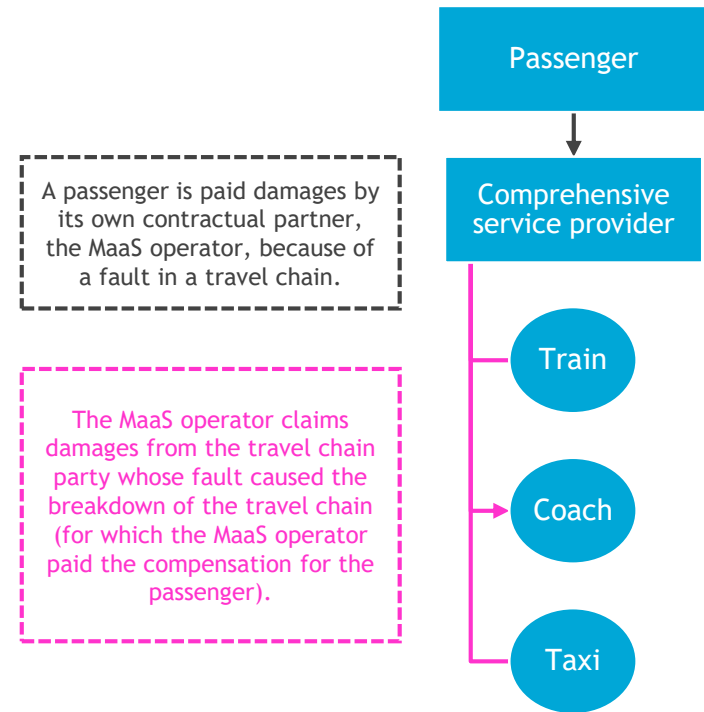 Passenger
A passenger is paid damages by
its own contractual partner,
the MaaS operator, because of
a fault in a travel chain.
Comprehensive
service provider
Train
The MaaS operator claims
damages from the travel chain
party whose fault caused the
breakdown of the travel chain
(for which the MaaS operator
paid the compensation for the
passenger).
Coach
Taxi